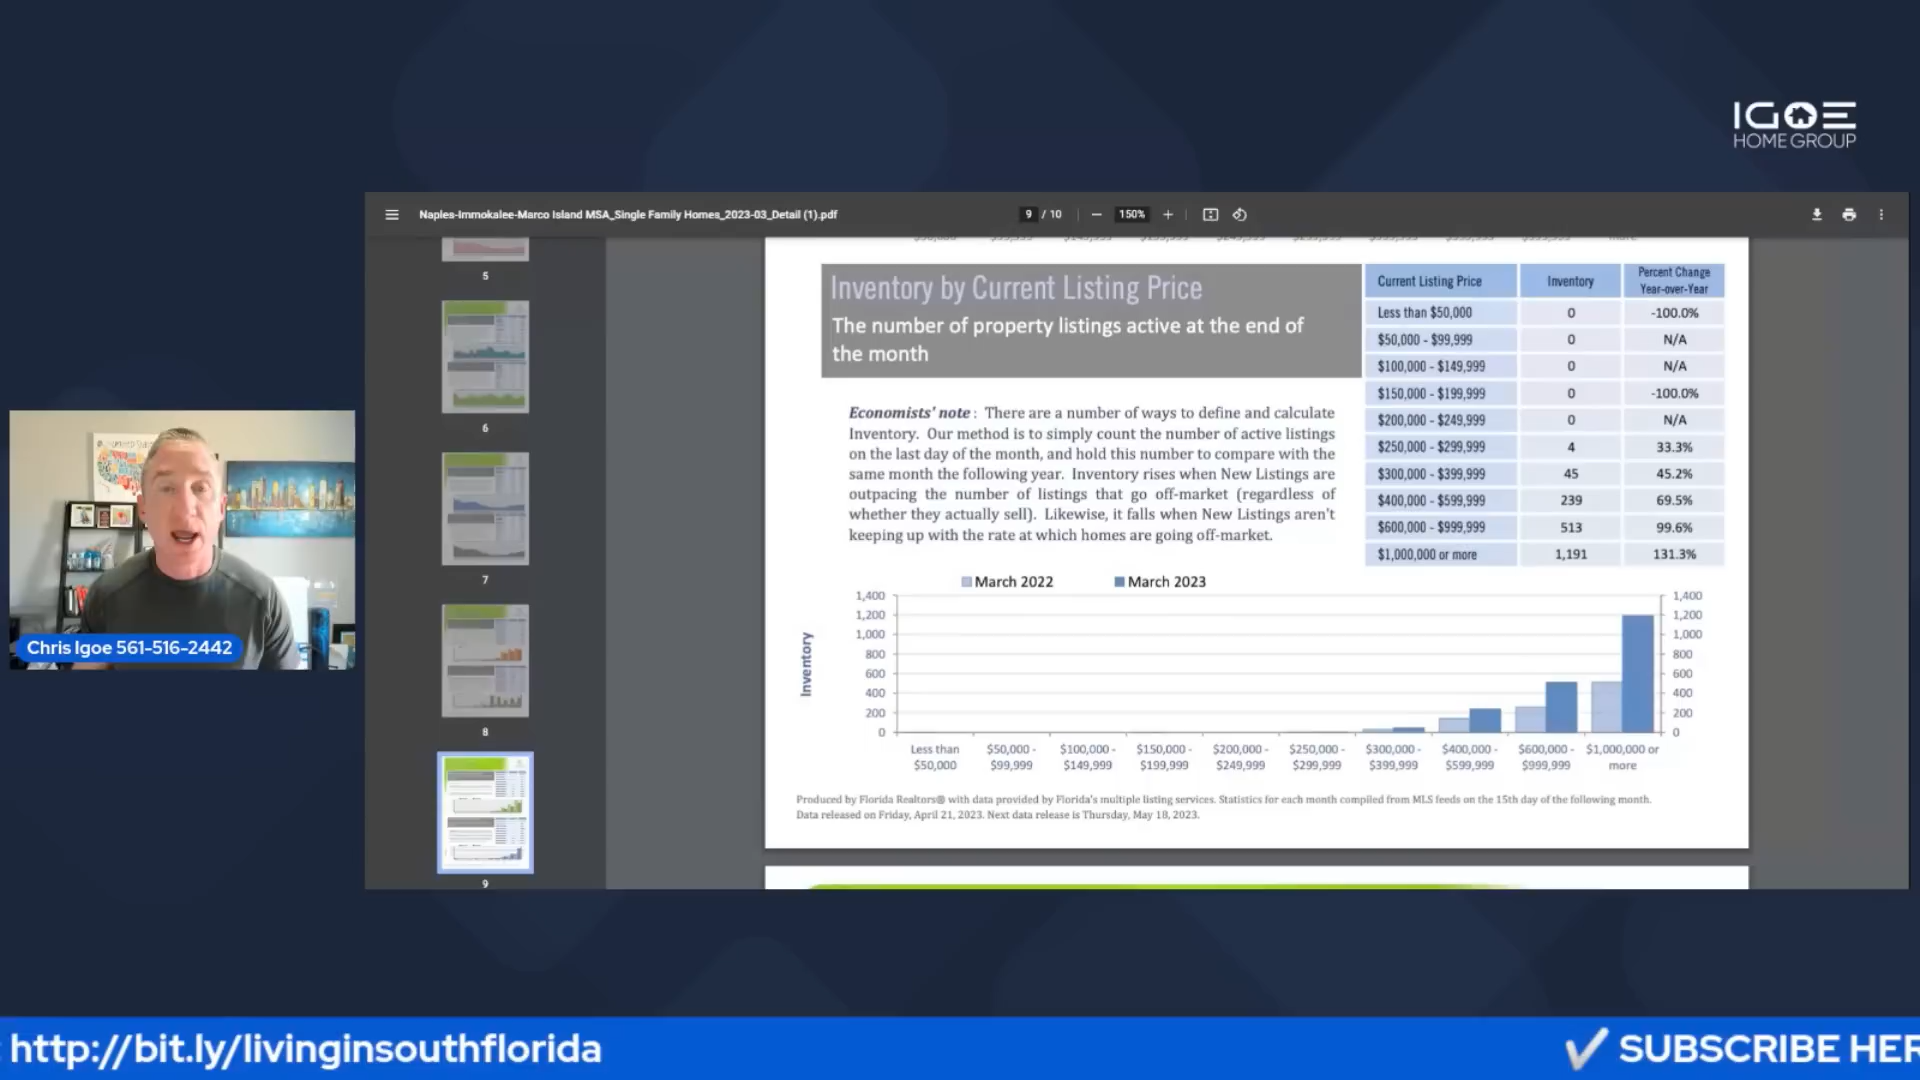 IGOE
HOME GROUP
Naples-Immokalee-Marco Island MSA_Single Family Homes_2023-03_Detail (1).pdf
9 / 10
150%
5
6
7
8
9
Inventory by Current Listing Price
The number of property listings active at the end of
the month
Current Listing Price Inventory Percent Change
Year-over-Year
Less than $50,000 0 -100.0%
$50,000 - $99,999 0 N/A
$100,000 - $149,999 0 N/A
$150,000 - $199,999 0 -100.0%
$200,000 - $249,999 0 N/A
$250,000 - $299,999 4 33.3%
$300,000 - $399,999 45 45.2%
$400,000 - $599,999 239 69.5%
$600,000 - $999,999 513 99.6%
$1,000,000 or more 1,191 131.3%
Economists' note : There are a number of ways to define and calculate
Inventory. Our method is to simply count the number of active listings
on the last day of the month, and hold this number to compare with the
same month the following year. Inventory rises when New Listings are
outpacing the number of listings that go off-market (regardless of
whether they actually sell). Likewise, it falls when New Listings aren't
keeping up with the rate at which homes are going off-market.
March 2022 March 2023
Inventory
1,400 1,400
1,200 1,200
1,000 1,000
800 800
600 600
400 400
200 200
0 0
Less than $50,000 - $100,000 - $150,000 - $200,000 - $250,000 - $300,000 - $400,000 - $600,000 - $1,000,000 or
$50,000 $99,999 $149,999 $199,999 $249,999 $299,999 $399,999 $599,999 $999,999 more
Produced by Florida Realtors® with data provided by Florida's multiple listing services. Statistics for each month compiled from MLS feeds on the 15th day of the following month.
Data released on Friday, April 21, 2023. Next data release is Thursday, May 18, 2023.
Chris Igoe 561-516-2442
http://bit.ly/livinginsouthflorida
SUBSCRIBE HER